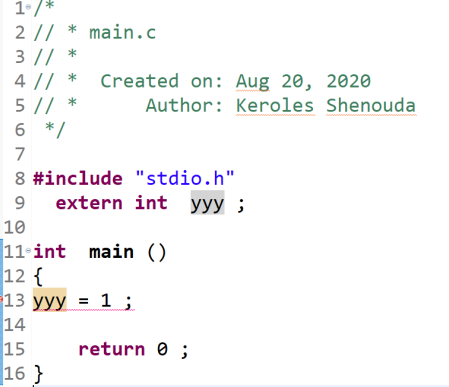 1 /*
2 // * main.c
3 // *
4 // *  Created on: Aug 20, 2020
5 // *      Author: Keroles Shenouda
6  */
7
8 #include "stdio.h"
9   extern int  yyy ;
10
11 int  main ()
12 {
13 yyy = 1 ;
14
15     return 0 ;
16 }